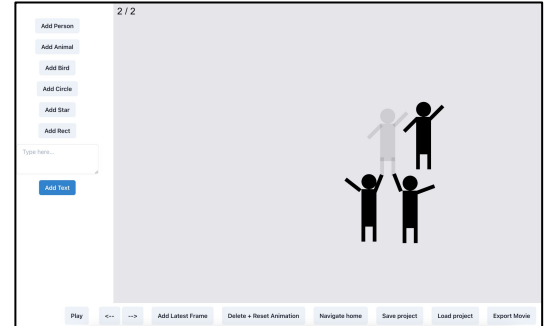 2 / 2
Add Person
Add Animal
Add Bird
Add Circle
Add Star
Add Rect
Type here...
Add Text
Play <-- --> Add Latest Frame Delete + Reset Animation Navigate home Save project Load project Export Movie